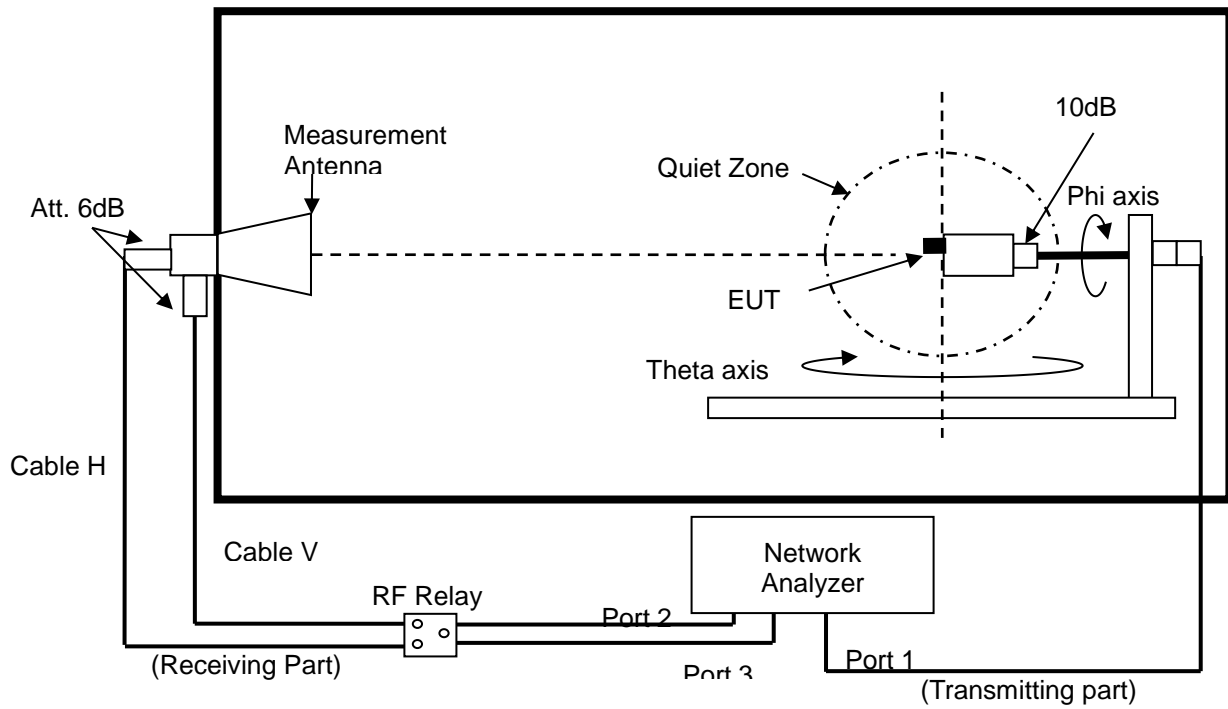 10dB
Measurement
Antenna
Quiet Zone
Phi axis
Att. 6dB
EUT
Theta axis
Cable H
Cable V
Network
Analyzer
RF Relay
Port 2
(Receiving Part)
Port 3
Port 1
(Transmitting part)